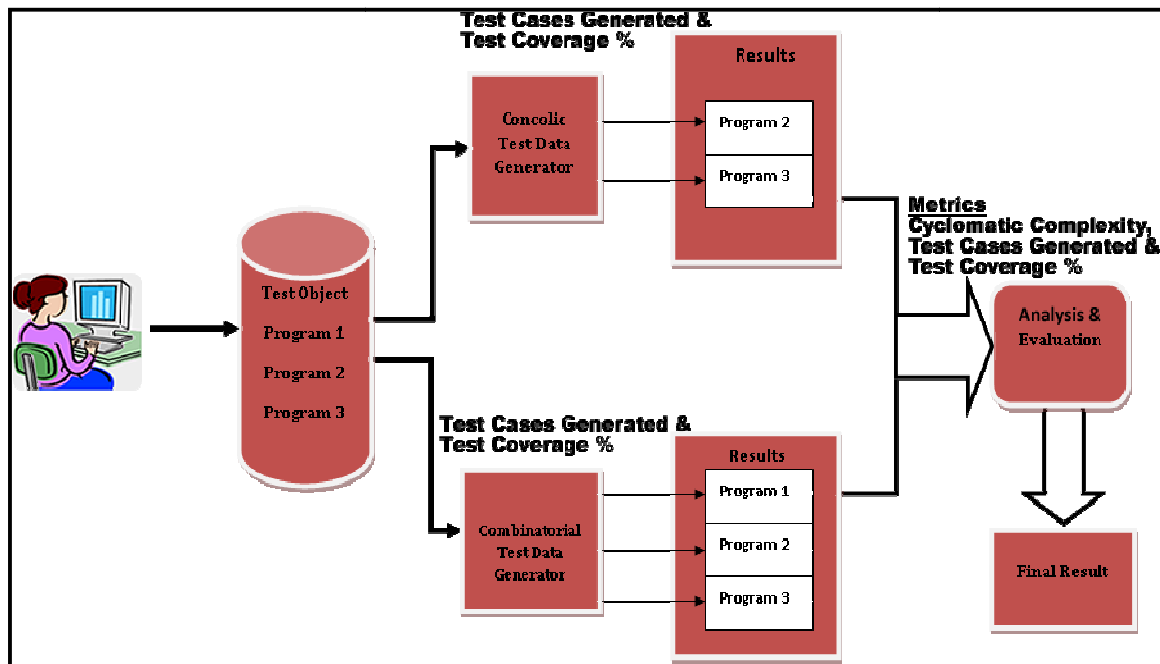 Test Cases Generated &
Test Coverage %
Results
Concolic
Test Data
Generator
Program 2
Program 3
Metrics
Cyclomatic Complexity,
Test Cases Generated &
Test Coverage %
Test Object
Program 1
Program 2
Program 3
Analysis &
Evaluation
Test Cases Generated &
Test Coverage %
Results
Combinatorial
Test Data
Generator
Program 1
Program 2
Program 3
Final Result